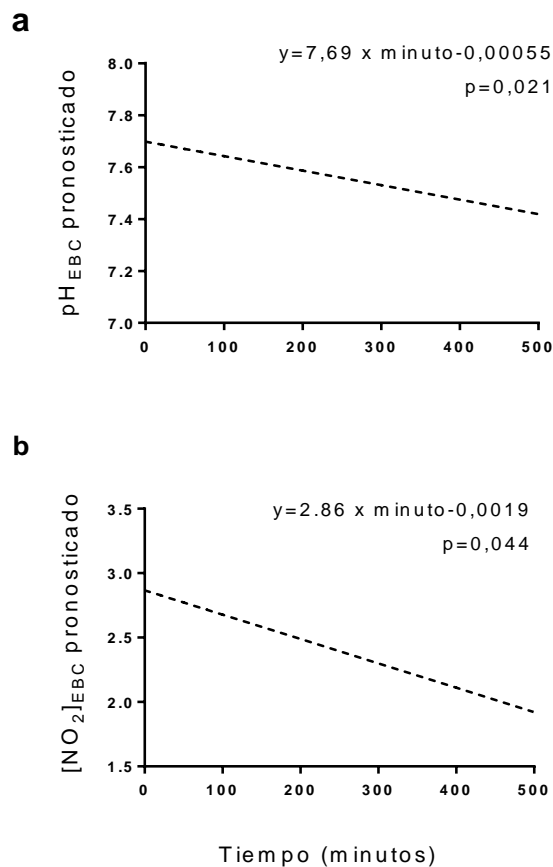 a
y=7,69 x minuto-0,00055
p=0,021
pH EBC pronosticado
8.0
7.8
7.6
7.4
7.2
7.0
0 100 200 300 400 500
b
y=2.86 x minuto-0,0019
p=0,044
[NO2]EBC pronosticado
3.5
3.0
2.5
2.0
1.5
0 100 200 300 400 500
Tiempo (minutos)